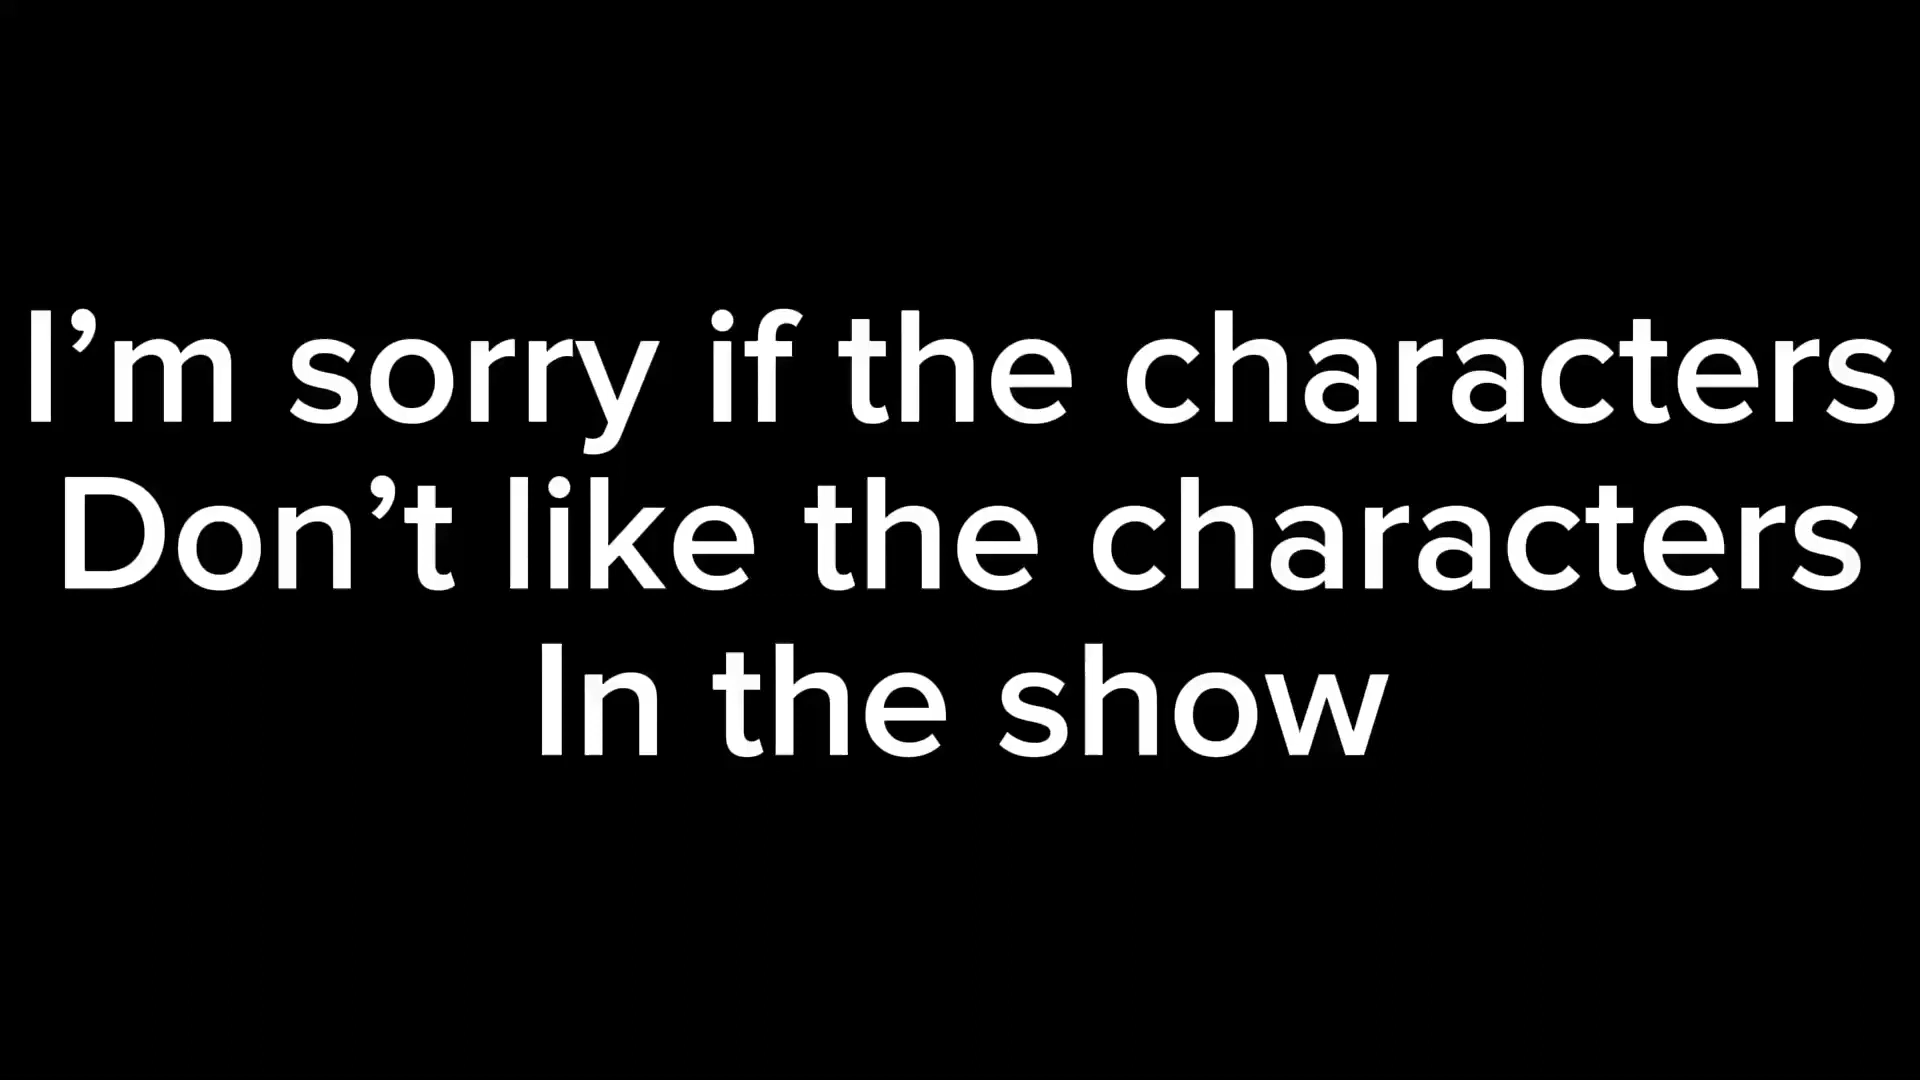 I’m sorry if the characters
Don’t like the characters
In the show